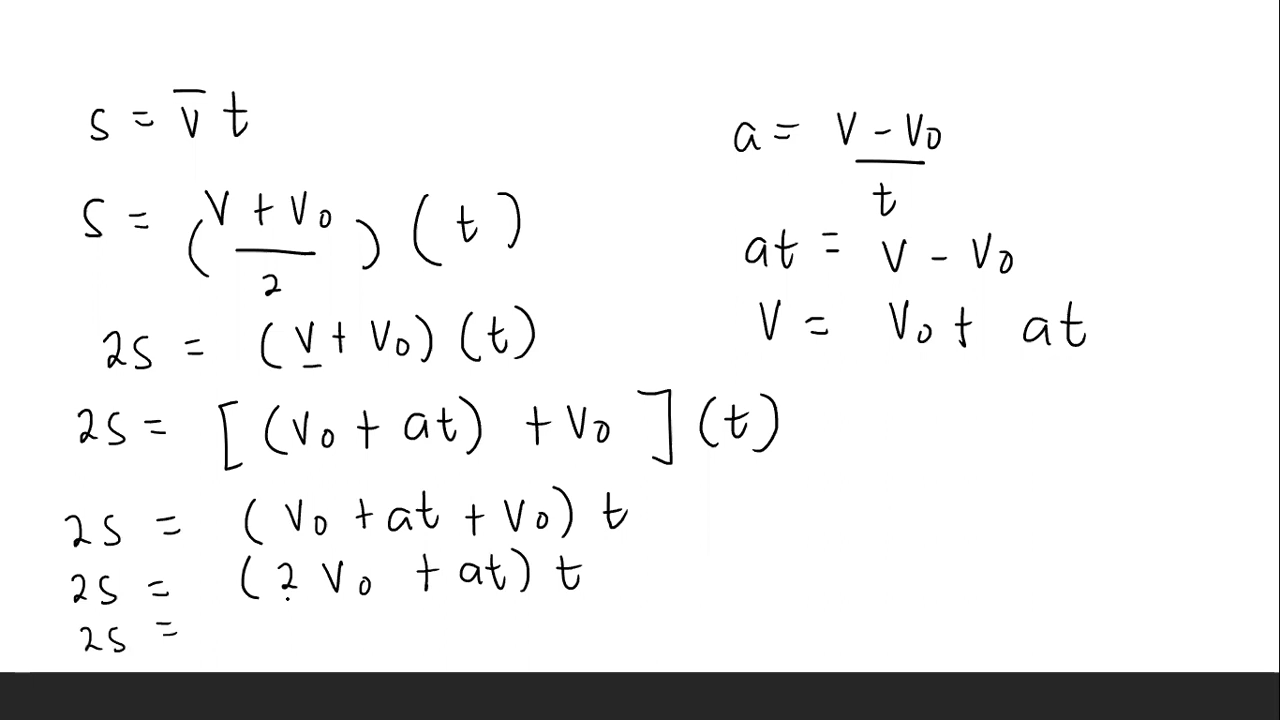 s = v̅ t
s = (v + v₀ / 2) (t)
2s = (v + v₀) (t)
2s = [(v₀ + at) + v₀] (t)
2s = (v₀ + at + v₀) t
2s = (2 v₀ + at) t
2s =
a = v - v₀ / t
at = v - v₀
v = v₀ + at